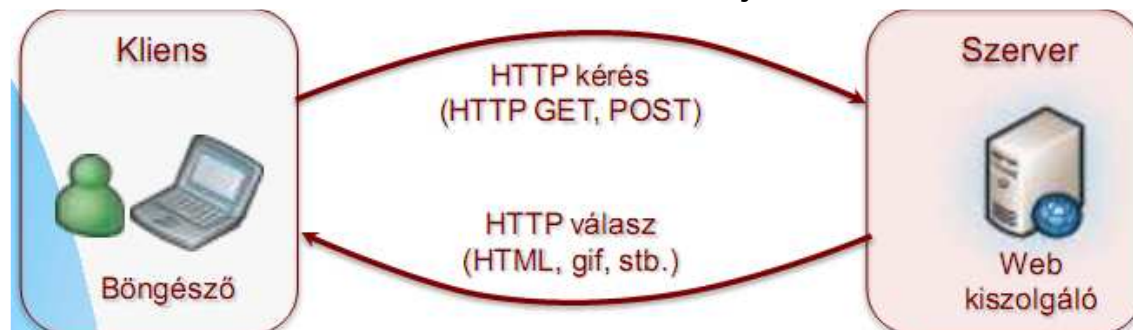 Kliens
Böngésző
HTTP kérés
(HTTP GET, POST)
HTTP válasz
(HTML, gif, stb.)
Szerver
Web
kiszolgáló